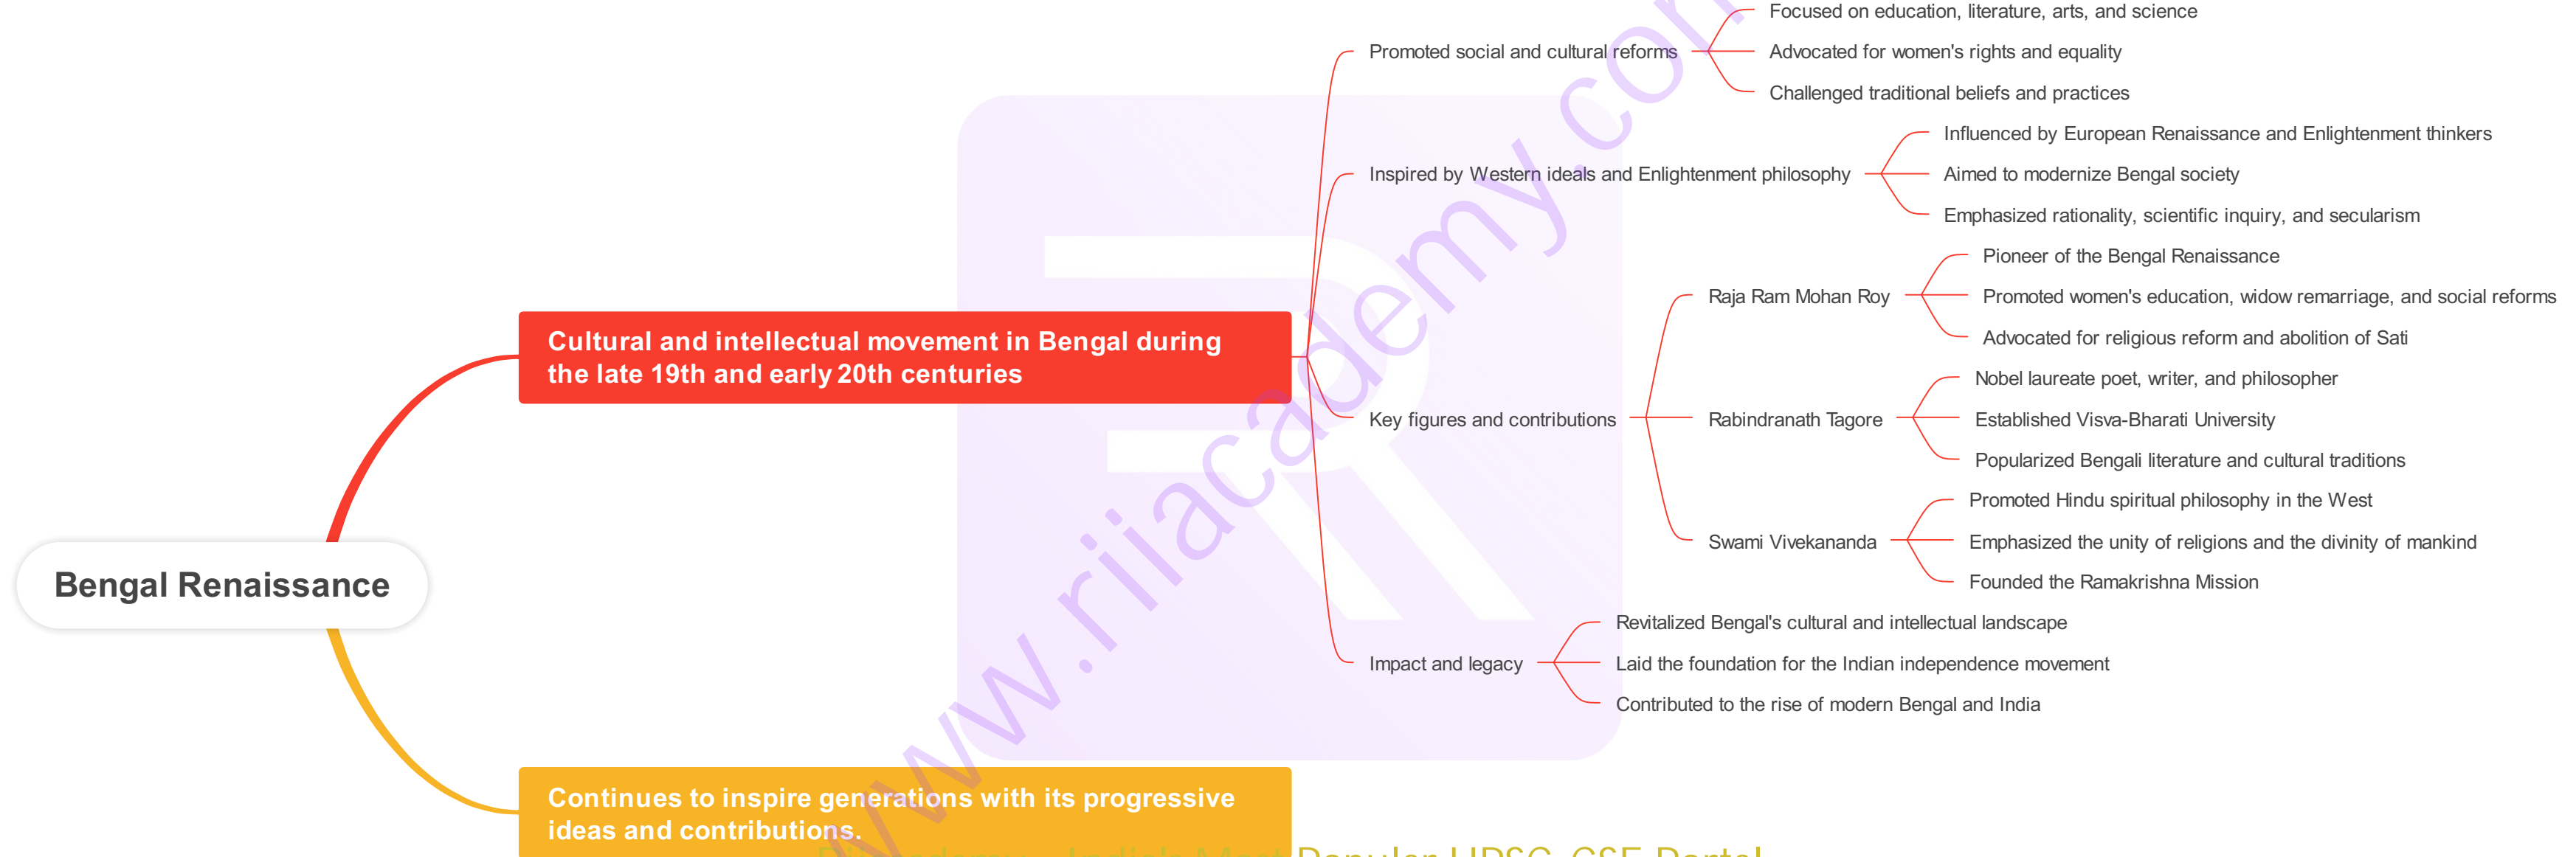 Bengal Renaissance
Cultural and intellectual movement in Bengal during
the late 19th and early 20th centuries
Promoted social and cultural reforms
Focused on education, literature, arts, and science
Advocated for women's rights and equality
Challenged traditional beliefs and practices
Inspired by Western ideals and Enlightenment philosophy
Influenced by European Renaissance and Enlightenment thinkers
Aimed to modernize Bengal society
Emphasized rationality, scientific inquiry, and secularism
Key figures and contributions
Raja Ram Mohan Roy
Pioneer of the Bengal Renaissance
Promoted women's education, widow remarriage, and social reforms
Advocated for religious reform and abolition of Sati
Rabindranath Tagore
Nobel laureate poet, writer, and philosopher
Established Visva-Bharati University
Popularized Bengali literature and cultural traditions
Swami Vivekananda
Promoted Hindu spiritual philosophy in the West
Emphasized the unity of religions and the divinity of mankind
Founded the Ramakrishna Mission
Impact and legacy
Revitalized Bengal's cultural and intellectual landscape
Laid the foundation for the Indian independence movement
Contributed to the rise of modern Bengal and India
Continues to inspire generations with its progressive
ideas and contributions.
India's Most Popular UPSC-CSE Portal